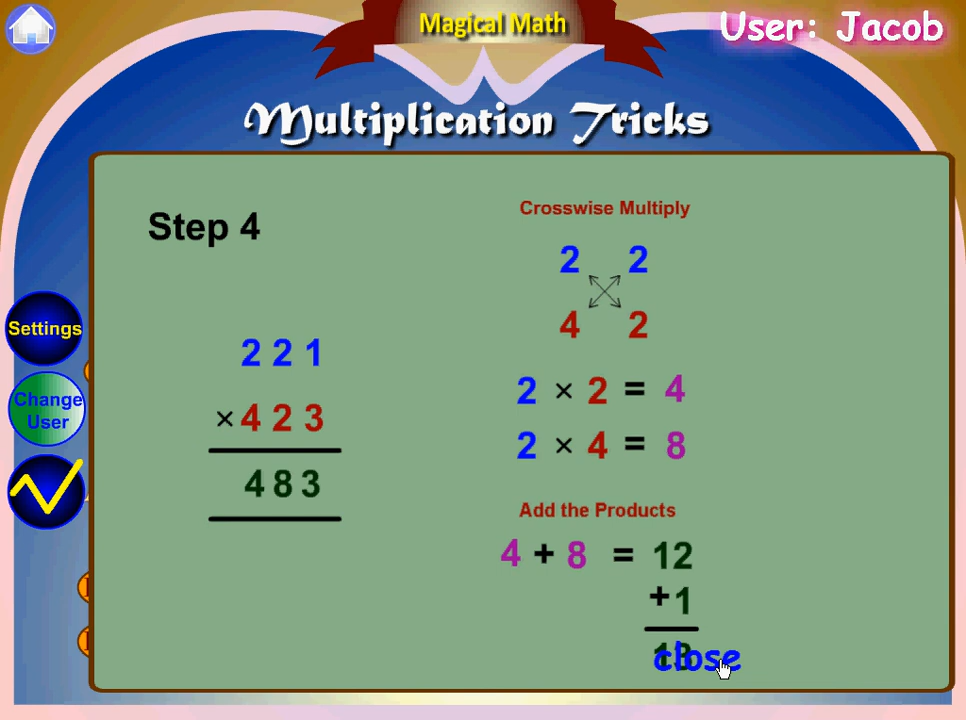 Magical Math
User: Jacob
Multiplication Tricks
Step 4
Crosswise Multiply
2 2
4 2
Settings
2 2 1
Change
User
2 × 2 = 4
× 4 2 3
2 × 4 = 8
4 8 3
Add the Products
4 + 8 = 12
+ 1
13
close